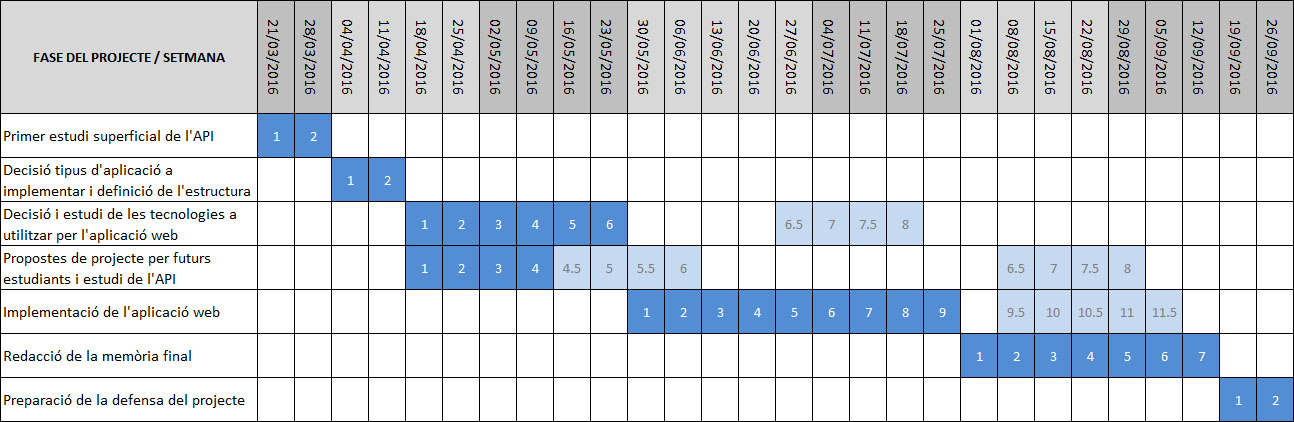 FASE DEL PROJECTE / SETMANA 21/03/2016 28/03/2016 04/04/2016 11/04/2016 18/04/2016 25/04/2016 02/05/2016 09/05/2016 16/05/2016 23/05/2016 30/05/2016 06/06/2016 13/06/2016 20/06/2016 27/06/2016 04/07/2016 11/07/2016 18/07/2016 25/07/2016 01/08/2016 08/08/2016 15/08/2016 22/08/2016 29/08/2016 05/09/2016 12/09/2016 19/09/2016 26/09/2016
Primer estudi superficial de l'API 1 2
Decisió tipus d'aplicació a
implementar i definició de l'estructura 1 2
Decisió i estudi de les tecnologies a
utilitzar per l'aplicació web 1 2 3 4 5 6 6.5 7 7.5 8
Propostes de projecte per futurs
estudiants i estudi de l'API 1 2 3 4 4.5 5 5.5 6 6.5 7 7.5 8
Implementació de l'aplicació web 1 2 3 4 5 6 7 8 9 9.5 10 10.5 11 11.5
Redacció de la memòria final 1 2 3 4 5 6 7
Preparació de la defensa del projecte 1 2